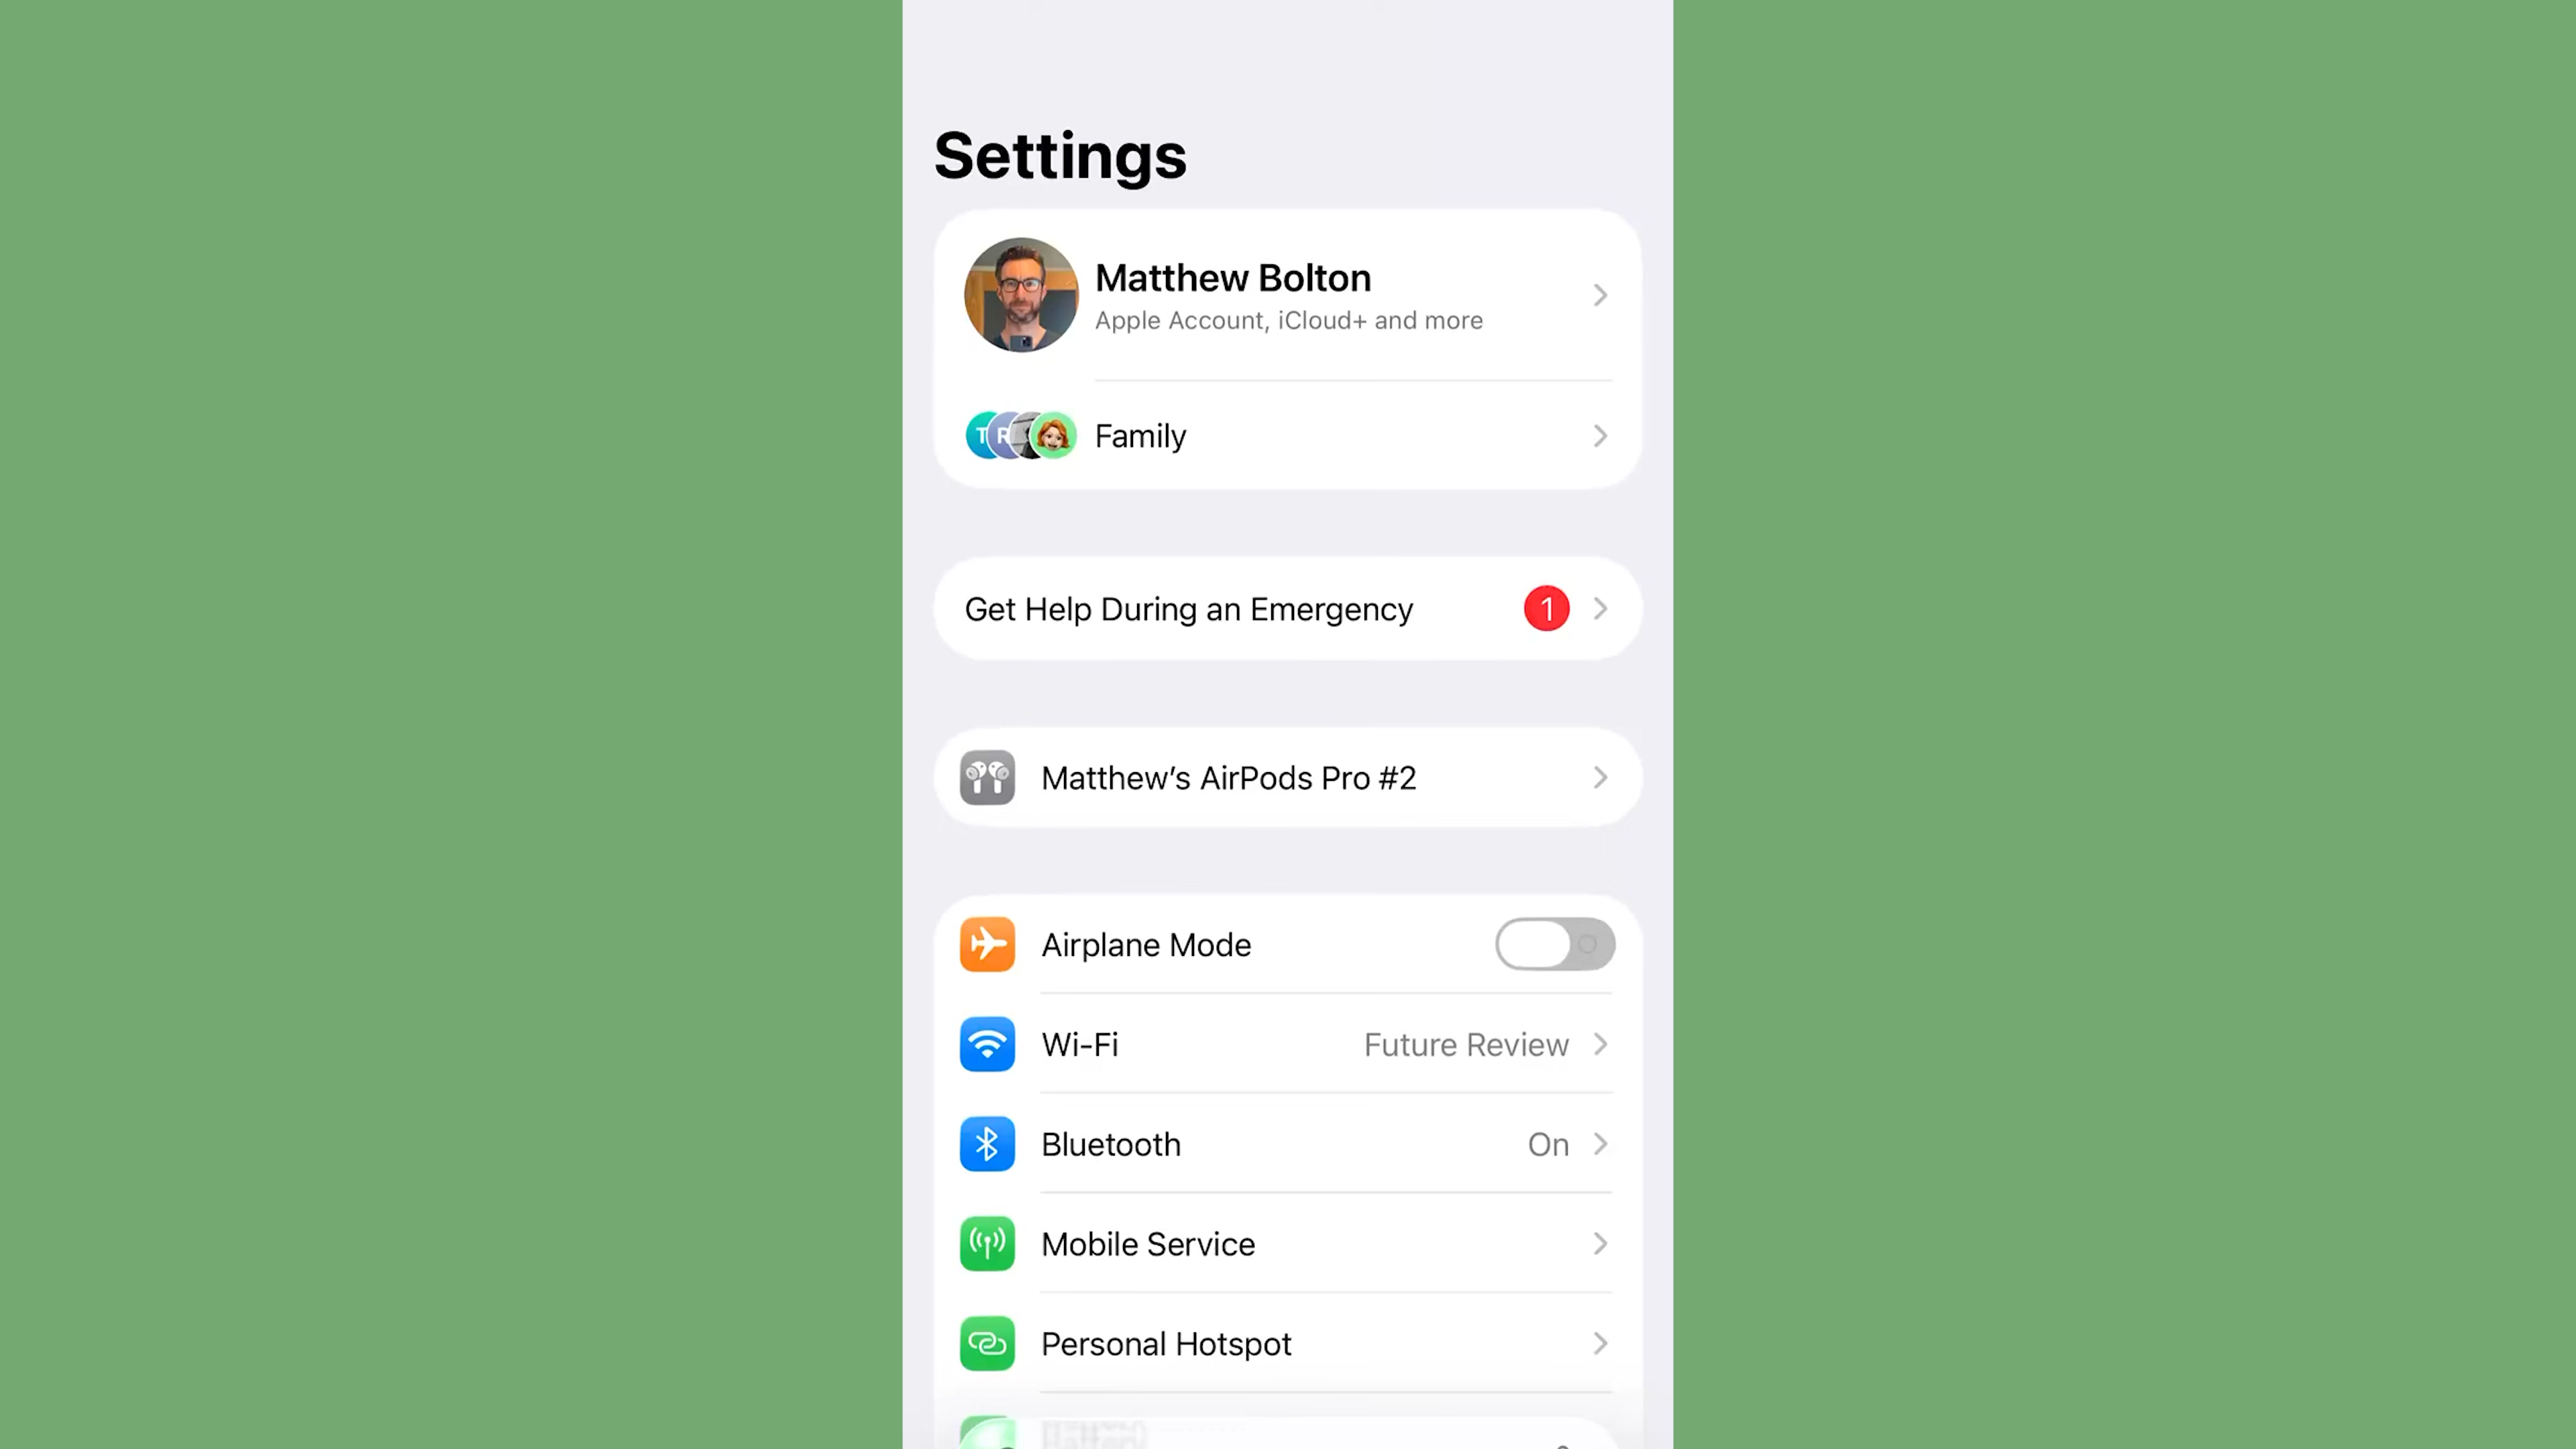 Settings
Matthew Bolton
Apple Account, iCloud+ and more
T R
Family
Get Help During an Emergency 1
Matthew’s AirPods Pro #2
Airplane Mode
Wi-Fi Future Review
Bluetooth On
Mobile Service
Personal Hotspot